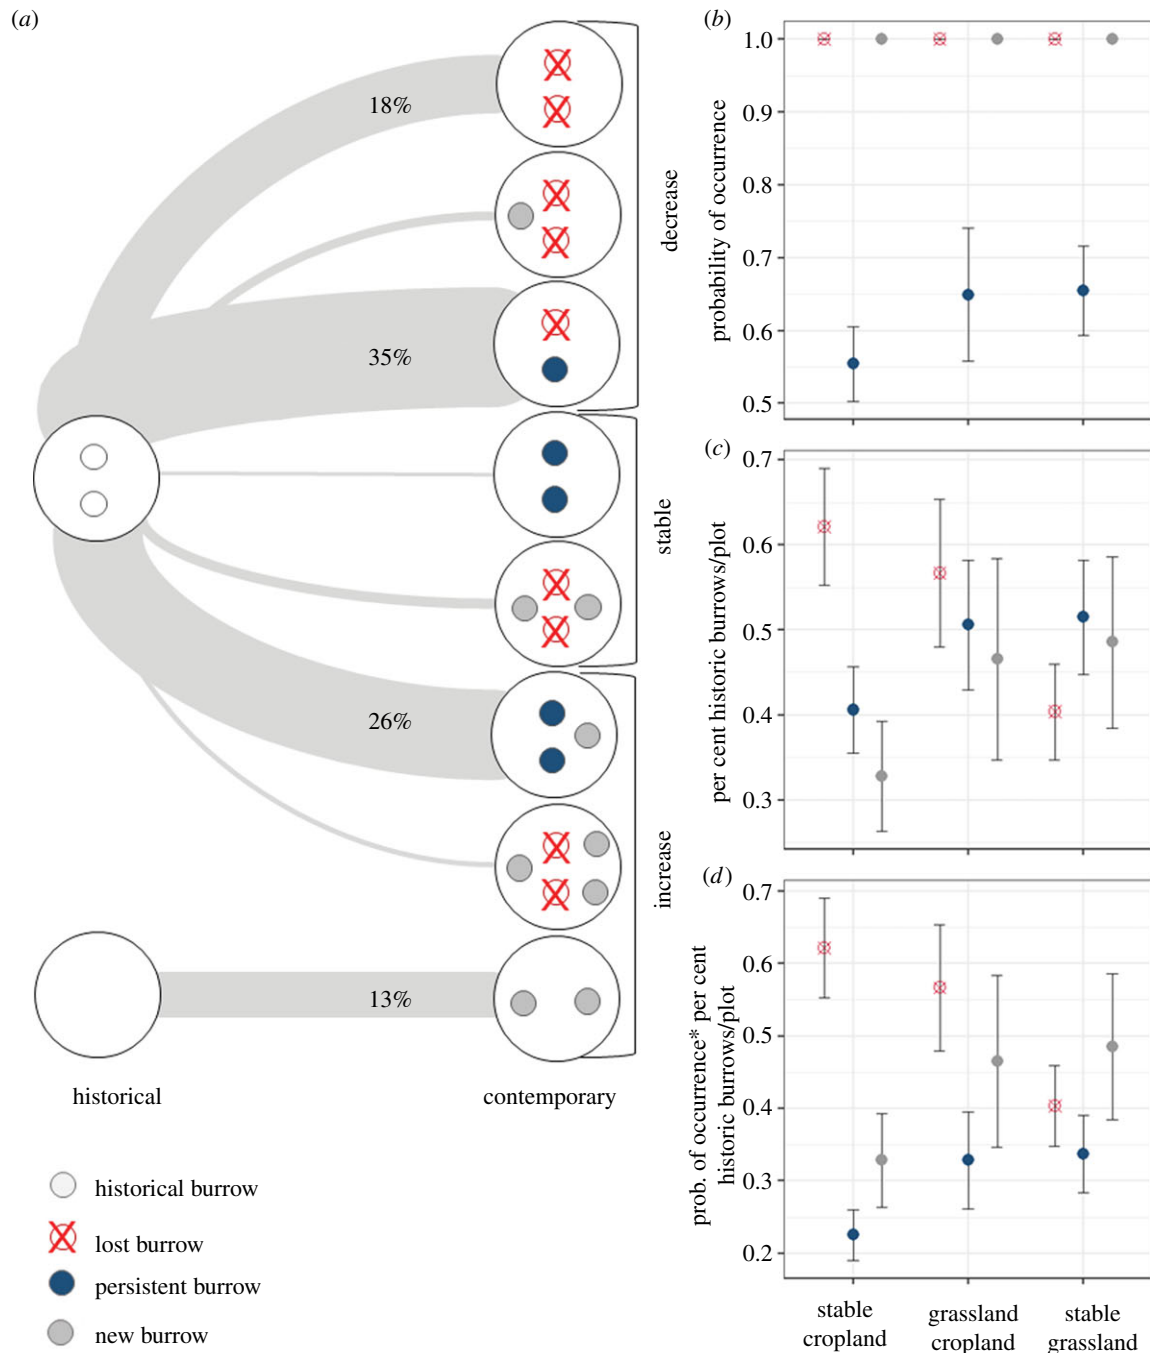 (a)
18%
35%
26%
13%
decrease
stable
increase
historical
contemporary
historical burrow
lost burrow
persistent burrow
new burrow
(b)
probability of occurrence
1.0
0.9
0.8
0.7
0.6
0.5
(c)
per cent historic burrows/plot
0.7
0.6
0.5
0.4
0.3
(d)
prob. of occurrence* per cent
historic burrows/plot
0.7
0.6
0.5
0.4
0.3
0.2
stable
cropland
grassland
cropland
stable
grassland